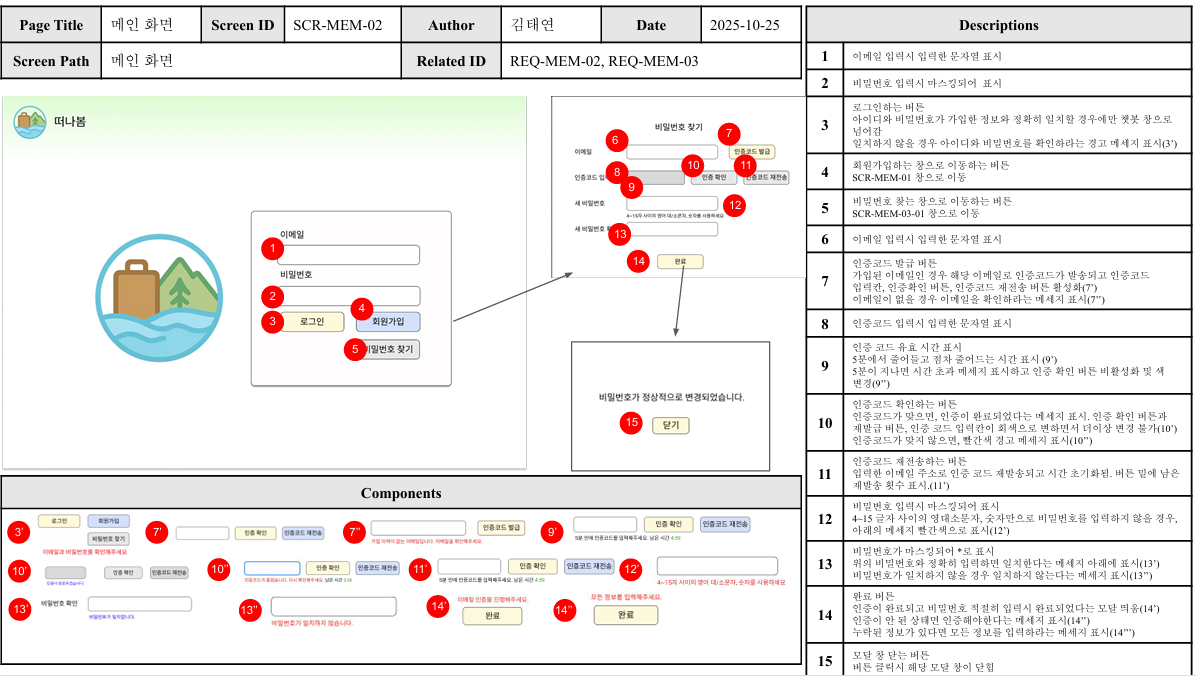 Page Title 메인 화면 Screen ID SCR-MEM-02 Author 김태연 Date 2025-10-25
Screen Path 메인 화면 Related ID REQ-MEM-02, REQ-MEM-03
떠나봄
이메일
1
비밀번호
2
3 로그인 4 회원가입
5 비밀번호 찾기
비밀번호 찾기
6 7
이메일 인증코드 발급
8 9 10 11
인증코드 입 인증 확인 인증코드 재전송
새 비밀번호 12
4~15자 사이의 영어 대/소문자, 숫자를 사용하세요
새 비밀번호 확 13
14 완료
비밀번호가 정상적으로 변경되었습니다.
15 닫기
Components
3’ 로그인 회원가입
비밀번호 찾기
이메일과 비밀번호를 확인해주세요
7’ 인증 확인 인증코드 재전송
7’’ 인증코드 발급
가입 이력이 없는 이메일입니다. 이메일을 확인해주세요.
9’ 인증 확인 인증코드 재전송
5분 안에 인증코드를 입력해주세요. 남은 시간 4:59
10’ 인증 확인 인증코드 재전송
인증이 완료되었습니다.
10’’ 인증 확인 인증코드 재전송
인증코드가 틀렸습니다. 다시 확인해주세요. 남은 시간 3:56
11’ 인증 확인 인증코드 재전송
5분 안에 인증코드를 입력해주세요. 남은 시간 4:59
12’
4~15자 사이의 영어 대/소문자, 숫자를 사용하세요
13’ 비밀번호 확인
비밀번호가 일치합니다.
13’’
비밀번호가 일치하지 않습니다.
14’ 이메일 인증을 진행해주세요.
완료
14’’ 모든 정보를 입력해주세요.
완료
Descriptions
1 이메일 입력시 입력한 문자열 표시
2 비밀번호 입력시 마스킹되어 표시
3 로그인하는 버튼
아이디와 비밀번호가 가입한 정보와 정확히 일치할 경우에만 챗봇 창으로
넘어감
일치하지 않을 경우 아이디와 비밀번호를 확인하라는 경고 메세지 표시(3’)
4 회원가입하는 창으로 이동하는 버튼
SCR-MEM-01 창으로 이동
5 비밀번호 찾는 창으로 이동하는 버튼
SCR-MEM-03-01 창으로 이동
6 이메일 입력시 입력한 문자열 표시
7 인증코드 발급 버튼
가입된 이메일인 경우 해당 이메일로 인증코드가 발송되고 인증코드
입력칸, 인증확인 버튼, 인증코드 재전송 버튼 활성화(7’)
이메일이 없을 경우 이메일을 확인하라는 메세지 표시(7’’)
8 인증코드 입력시 입력한 문자열 표시
9 인증 코드 유효 시간 표시
5분에서 줄어들고 점차 줄어드는 시간 표시 (9’)
5분이 지나면 시간 초과 메세지 표시하고 인증 확인 버튼 비활성화 및 색
변경(9’’)
10 인증코드 확인하는 버튼
인증코드가 맞으면, 인증이 완료되었다는 메세지 표시. 인증 확인 버튼과
재발급 버튼, 인증 코드 입력칸이 회색으로 변하면서 더이상 변경 불가(10’)
인증코드가 맞지 않으면, 빨간색 경고 메세지 표시(10’’)
11 인증코드 재전송하는 버튼
입력한 이메일 주소로 인증 코드 재발송되고 시간 초기화됨. 버튼 밑에 남은
재발송 횟수 표시.(11’)
12 비밀번호 입력시 마스킹되어 표시
4~15 글자 사이의 영대소문자, 숫자만으로 비밀번호를 입력하지 않을 경우,
아래의 메세지 빨간색으로 표시(12’)
13 비밀번호가 마스킹되어 *로 표시
위의 비밀번호와 정확히 입력하면 일치한다는 메세지 아래에 표시(13’)
비밀번호가 일치하지 않을 경우 일치하지 않는다는 메세지 표시(13’’)
14 완료 버튼
인증이 완료되고 비밀번호 적절히 입력시 완료되었다는 모달 띄움(14’)
인증이 안 된 상태면 인증해야한다는 메세지 표시(14’’)
누락된 정보가 있다면 모든 정보를 입력하라는 메세지 표시(14’’’)
15 모달 창 닫는 버튼
버튼 클릭시 해당 모달 창이 닫힘